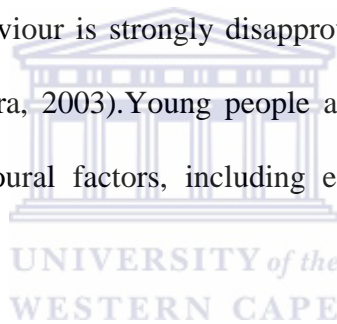 viour is strongly disapprov
ra, 2003).Young people a
oural factors, including e
UNIVERSITY of the
WESTERN CAPE